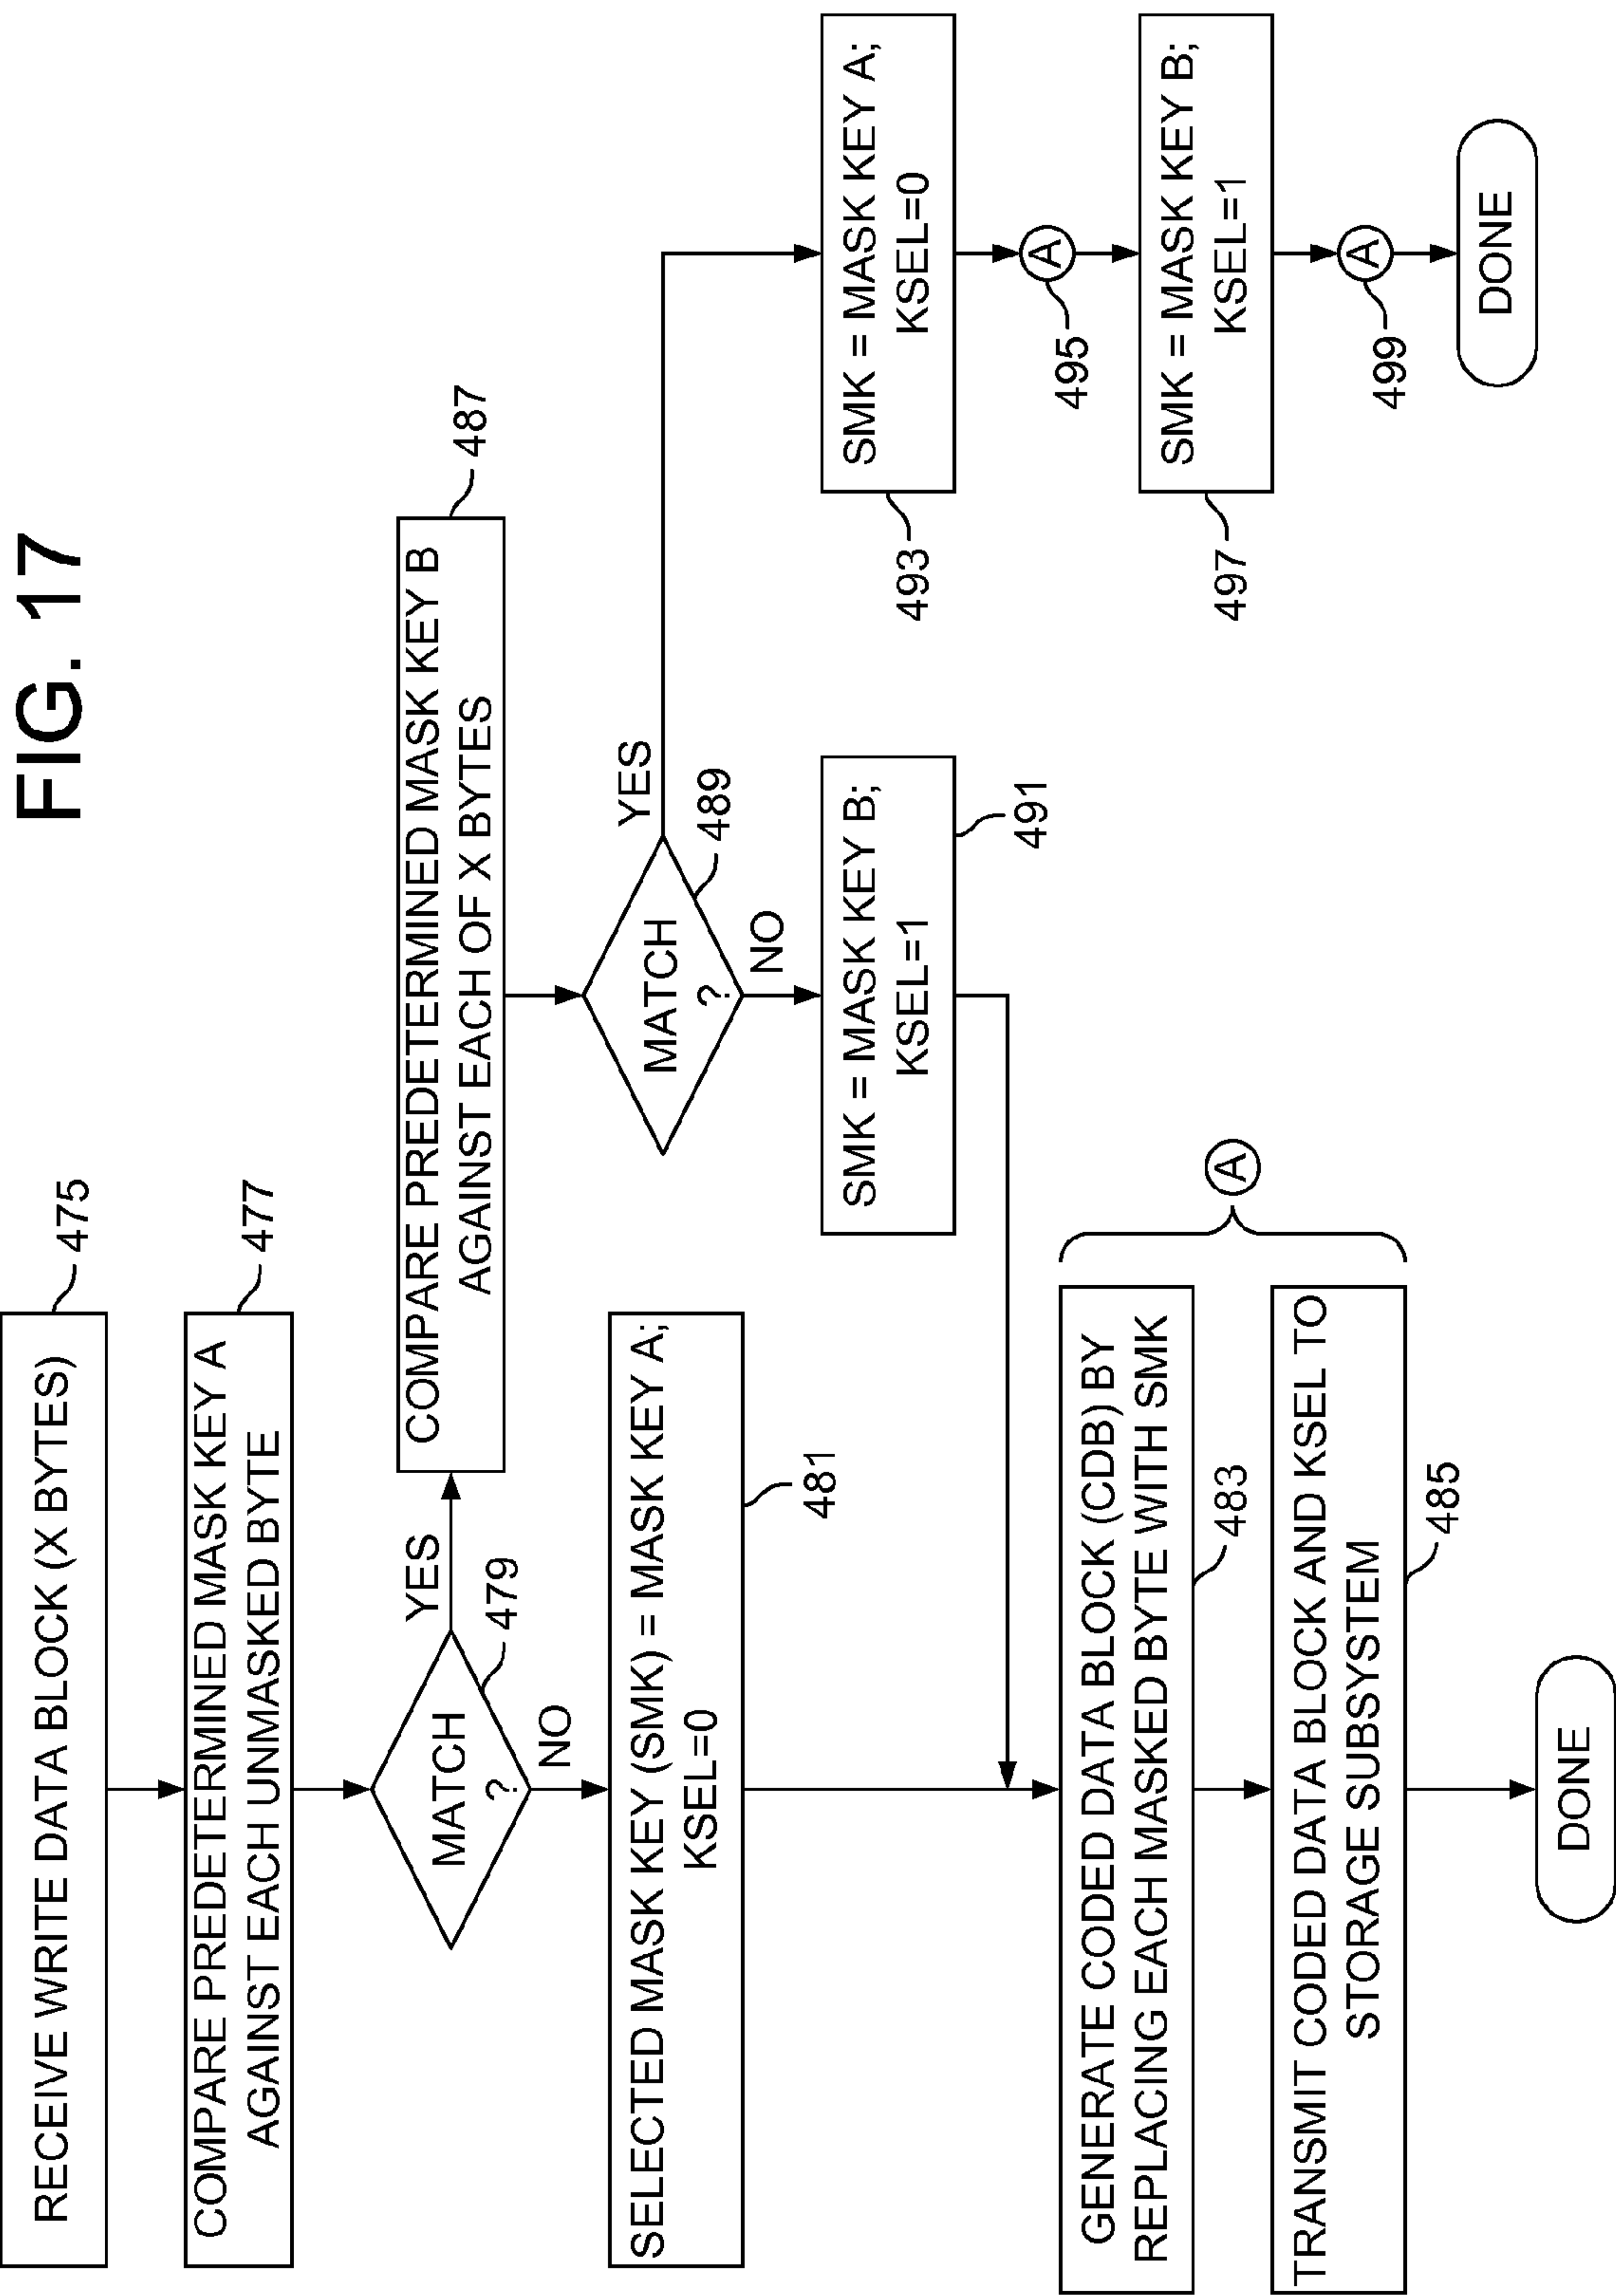 FIG. 17
RECEIVE WRITE DATA BLOCK (X BYTES)
475
COMPARE PREDETERMINED MASK KEY A
AGAINST EACH UNMASKED BYTE
477
MATCH
?
479
YES
NO
SELECTED MASK KEY (SMK) = MASK KEY A;
KSEL=0
481
COMPARE PREDETERMINED MASK KEY B
AGAINST EACH OF X BYTES
487
MATCH
?
489
YES
NO
SMK = MASK KEY B;
KSEL=1
491
GENERATE CODED DATA BLOCK (CDB) BY
REPLACING EACH MASKED BYTE WITH SMK
483
TRANSMIT CODED DATA BLOCK AND KSEL TO
STORAGE SUBSYSTEM
485
A
DONE
SMK = MASK KEY A;
KSEL=0
493
A
495
SMK = MASK KEY B;
KSEL=1
497
A
499
DONE